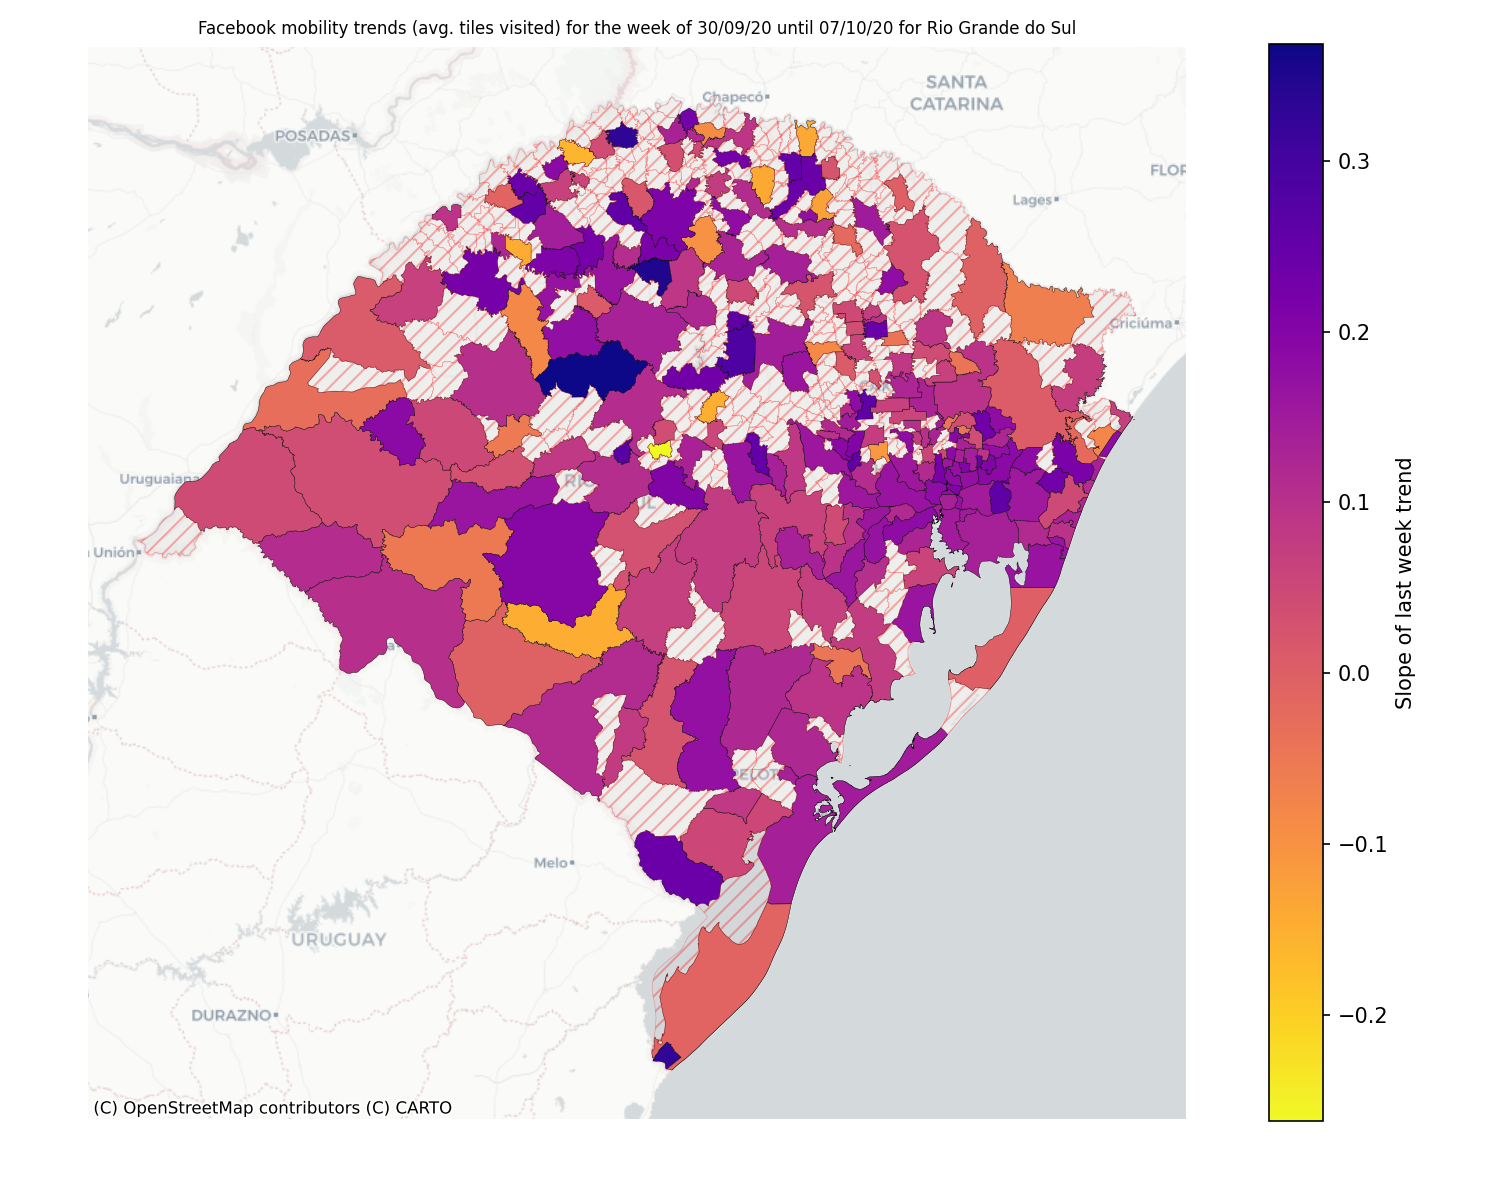 Facebook mobility trends (avg. tiles visited) for the week of 30/09/20 until 07/10/20 for Rio Grande do Sul
Chapecó
SANTA
CATARINA
POSADAS
FLOR
Lages
Criciúma
Uruguaiana
Unión
PELOT
Melo
URUGUAY
DURAZNO
(C) OpenStreetMap contributors (C) CARTO
0.3
0.2
0.1
0.0
−0.1
−0.2
Slope of last week trend